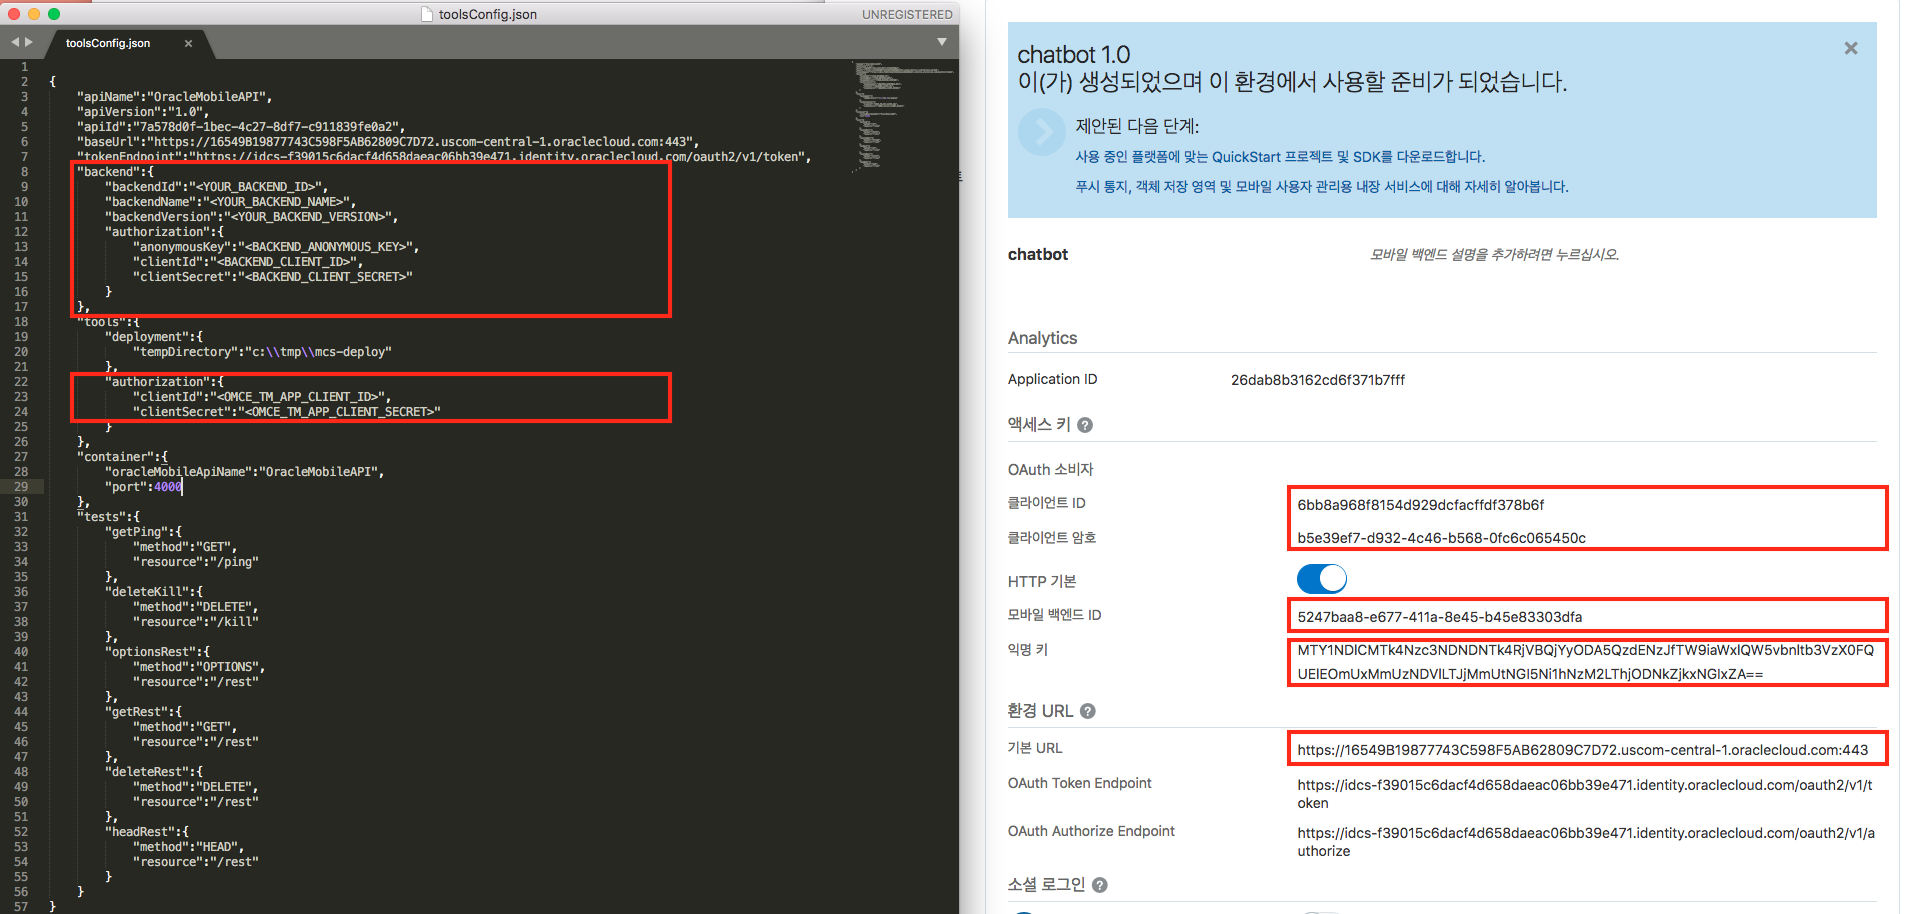 toolsConfig.json
UNREGISTERED
toolsConfig.json
1
2 {
3 "apiName":"OracleMobileAPI",
4 "apiVersion":"1.0",
5 "apiId":"7a578d0f-1bec-4c27-8df7-c911839fe0a2",
6 "baseUrl":"https://16549B19877743C598F5AB62809C7D72.uscom-central-1.oraclecloud.com:443",
7 "tokenEndpoint":"https://idcs-f39015c6dacf4d658daeac06bb39e471.identity.oraclecloud.com/oauth2/v1/token",
8 "backend":{
9 "backendId":"<YOUR_BACKEND_ID>",
10 "backendName":"<YOUR_BACKEND_NAME>",
11 "backendVersion":"<YOUR_BACKEND_VERSION>",
12 "authorization":{
13 "anonymousKey":"<BACKEND_ANONYMOUS_KEY>",
14 "clientId":"<BACKEND_CLIENT_ID>",
15 "clientSecret":"<BACKEND_CLIENT_SECRET>"
16 }
17 },
18 "tools":{
19 "deployment":{
20 "tempDirectory":"c:\\tmp\\mcs-deploy"
21 },
22 "authorization":{
23 "clientId":"<OMCE_TM_APP_CLIENT_ID>",
24 "clientSecret":"<OMCE_TM_APP_CLIENT_SECRET>"
25 }
26 },
27 "container":{
28 "oracleMobileApiName":"OracleMobileAPI",
29 "port":4000
30 },
31 "tests":{
32 "getPing":{
33 "method":"GET",
34 "resource":"/ping"
35 },
36 "deleteKill":{
37 "method":"DELETE",
38 "resource":"/kill"
39 },
40 "optionsRest":{
41 "method":"OPTIONS",
42 "resource":"/rest"
43 },
44 "getRest":{
45 "method":"GET",
46 "resource":"/rest"
47 },
48 "deleteRest":{
49 "method":"DELETE",
50 "resource":"/rest"
51 },
52 "headRest":{
53 "method":"HEAD",
54 "resource":"/rest"
55 }
56 }
57 }
chatbot 1.0
이(가) 생성되었으며 이 환경에서 사용할 준비가 되었습니다.
제안된 다음 단계:
사용 중인 플랫폼에 맞는 QuickStart 프로젝트 및 SDK를 다운로드합니다.
푸시 통지, 객체 저장 영역 및 모바일 사용자 관리용 내장 서비스에 대해 자세히 알아봅니다.
chatbot
모바일 백엔드 설명을 추가하려면 누르십시오.
Analytics
Application ID 26dab8b3162cd6f371b7fff
액세스 키 ?
OAuth 소비자
클라이언트 ID 6bb8a968f8154d929dcfacffdf378b6f
클라이언트 암호 b5e39ef7-d932-4c46-b568-0fc6c065450c
HTTP 기본
모바일 백엔드 ID 5247baa8-e677-411a-8e45-b45e83303dfa
익명 키 MTY1NDlCMTk4Nzc3NDNDNTk4RjVBQjYyODA5QzdENzJfTW9iaWxlQW5vbnltb3VzX0FQ
UElEOmUxMmUzNDVlLTJjMmUtNGI5Ni1hNzM2LThjODNkZjkxNGIxZA==
환경 URL ?
기본 URL https://16549B19877743C598F5AB62809C7D72.uscom-central-1.oraclecloud.com:443
OAuth Token Endpoint https://idcs-f39015c6dacf4d658daeac06bb39e471.identity.oraclecloud.com/oauth2/v1/t
oken
OAuth Authorize Endpoint https://idcs-f39015c6dacf4d658daeac06bb39e471.identity.oraclecloud.com/oauth2/v1/a
uthorize
소셜 로그인 ?